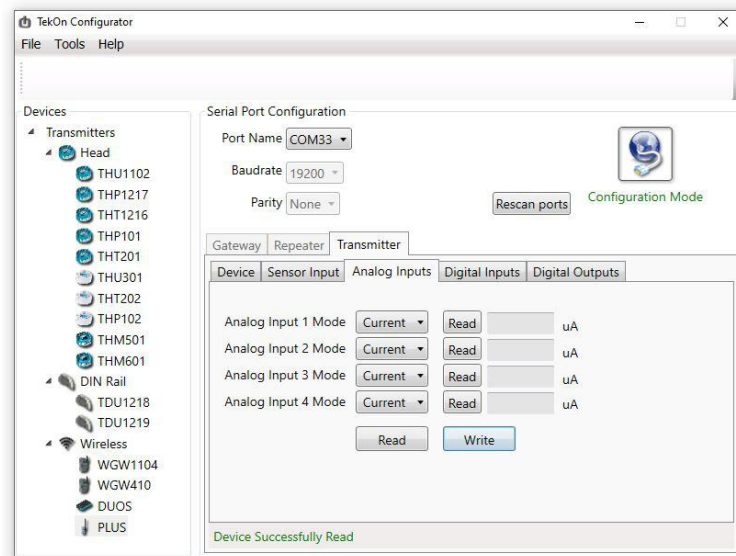 TekOn Configurator
File Tools Help
Devices
Transmitters
Head
THU1102
THP1217
THT1216
THP101
THT201
THU301
THT202
THP102
THM501
THM601
DIN Rail
TDU1218
TDU1219
Wireless
WGW1104
WGW410
DUOS
PLUS
Serial Port Configuration
Port Name COM33
Baudrate 19200
Parity None
Rescan ports
Configuration Mode
Gateway Repeater Transmitter
Device Sensor Input Analog Inputs Digital Inputs Digital Outputs
Analog Input 1 Mode Current Read uA
Analog Input 2 Mode Current Read uA
Analog Input 3 Mode Current Read uA
Analog Input 4 Mode Current Read uA
Read Write
Device Successfully Read